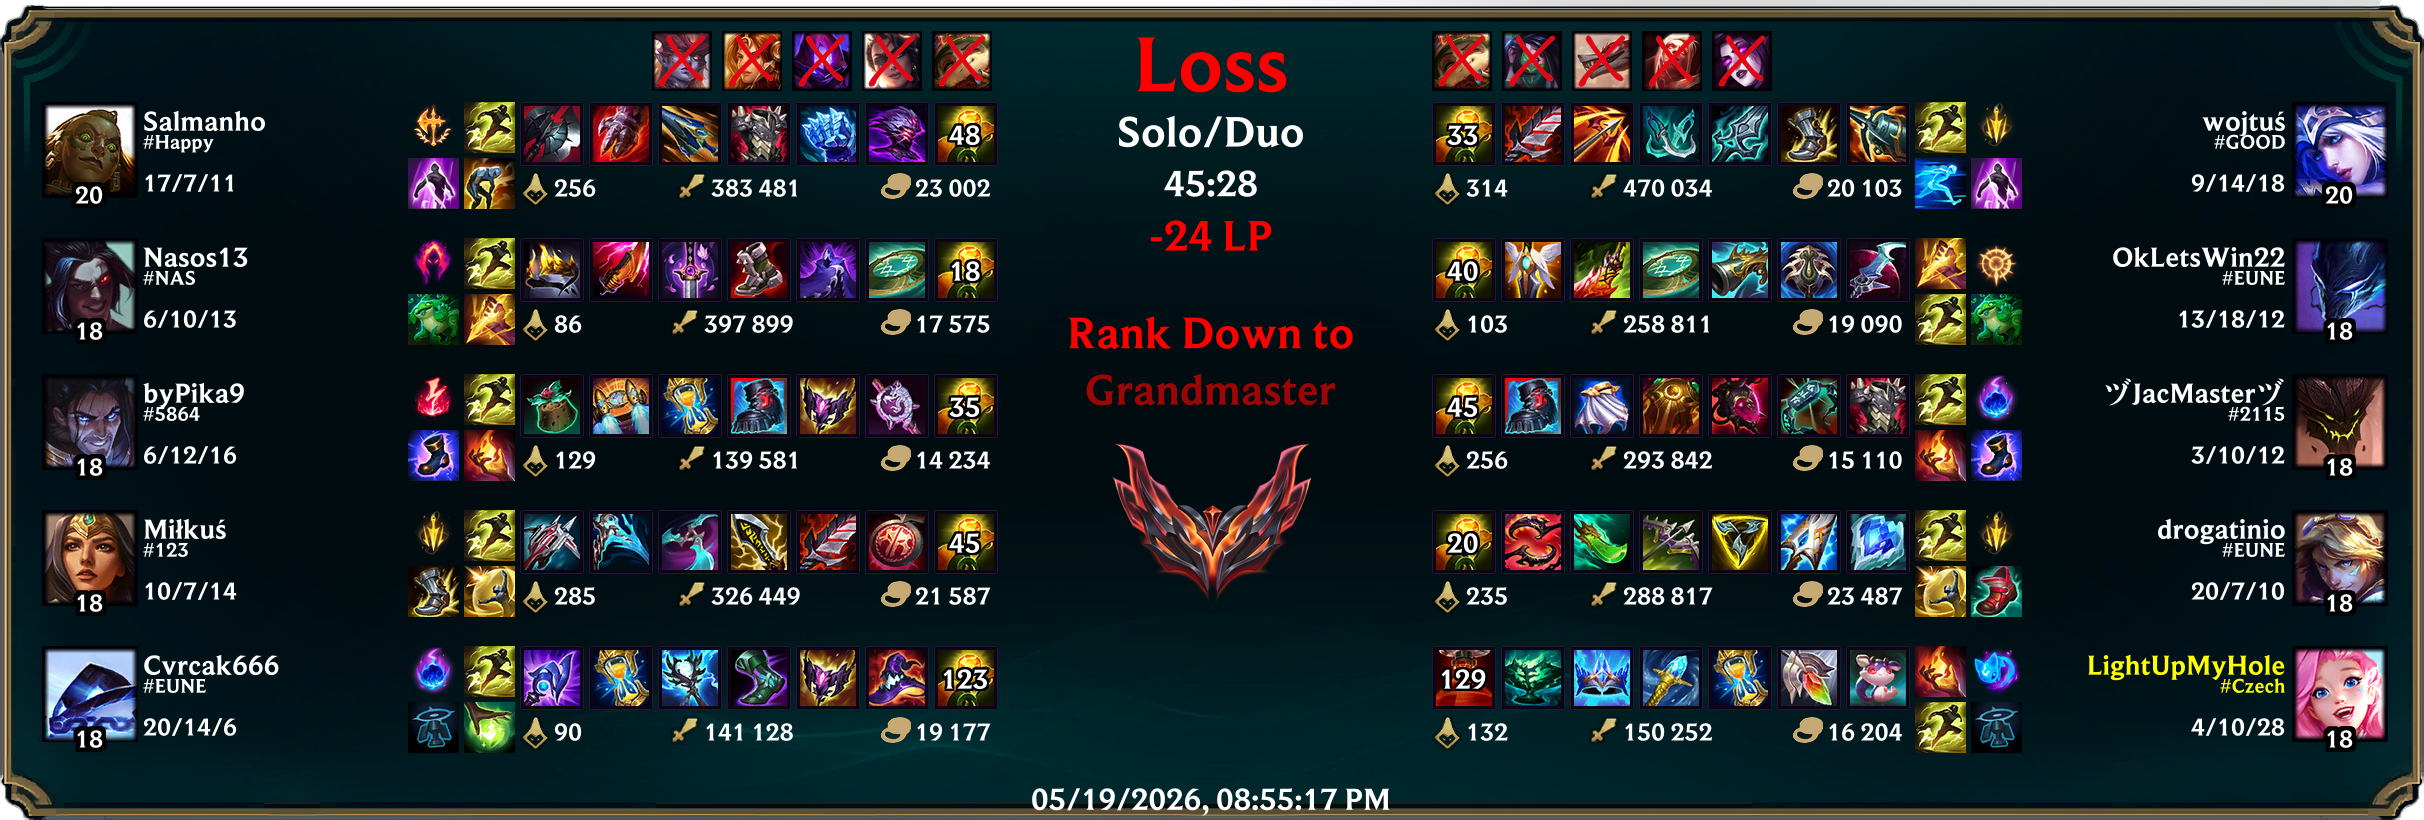 Loss
Solo/Duo
45:28
-24 LP
Rank Down to
Grandmaster
Salmanho
#Happy
17/7/11
20
48
256
383 481
23 002
Nasos13
#NAS
6/10/13
18
18
86
397 899
17 575
byPika9
#5864
6/12/16
18
35
129
139 581
14 234
Miłkuś
#123
10/7/14
18
45
285
326 449
21 587
Cvrcak666
#EUNE
20/14/6
18
123
90
141 128
19 177
33
314
470 034
20 103
wojtuś
#GOOD
9/14/18
20
40
103
258 811
19 090
OkLetsWin22
#EUNE
13/18/12
18
45
256
293 842
15 110
ヅJacMasterヅ
#2115
3/10/12
18
20
235
288 817
23 487
drogatinio
#EUNE
20/7/10
18
129
132
150 252
16 204
LightUpMyHole
#Czech
4/10/28
18
05/19/2026, 08:55:17 PM